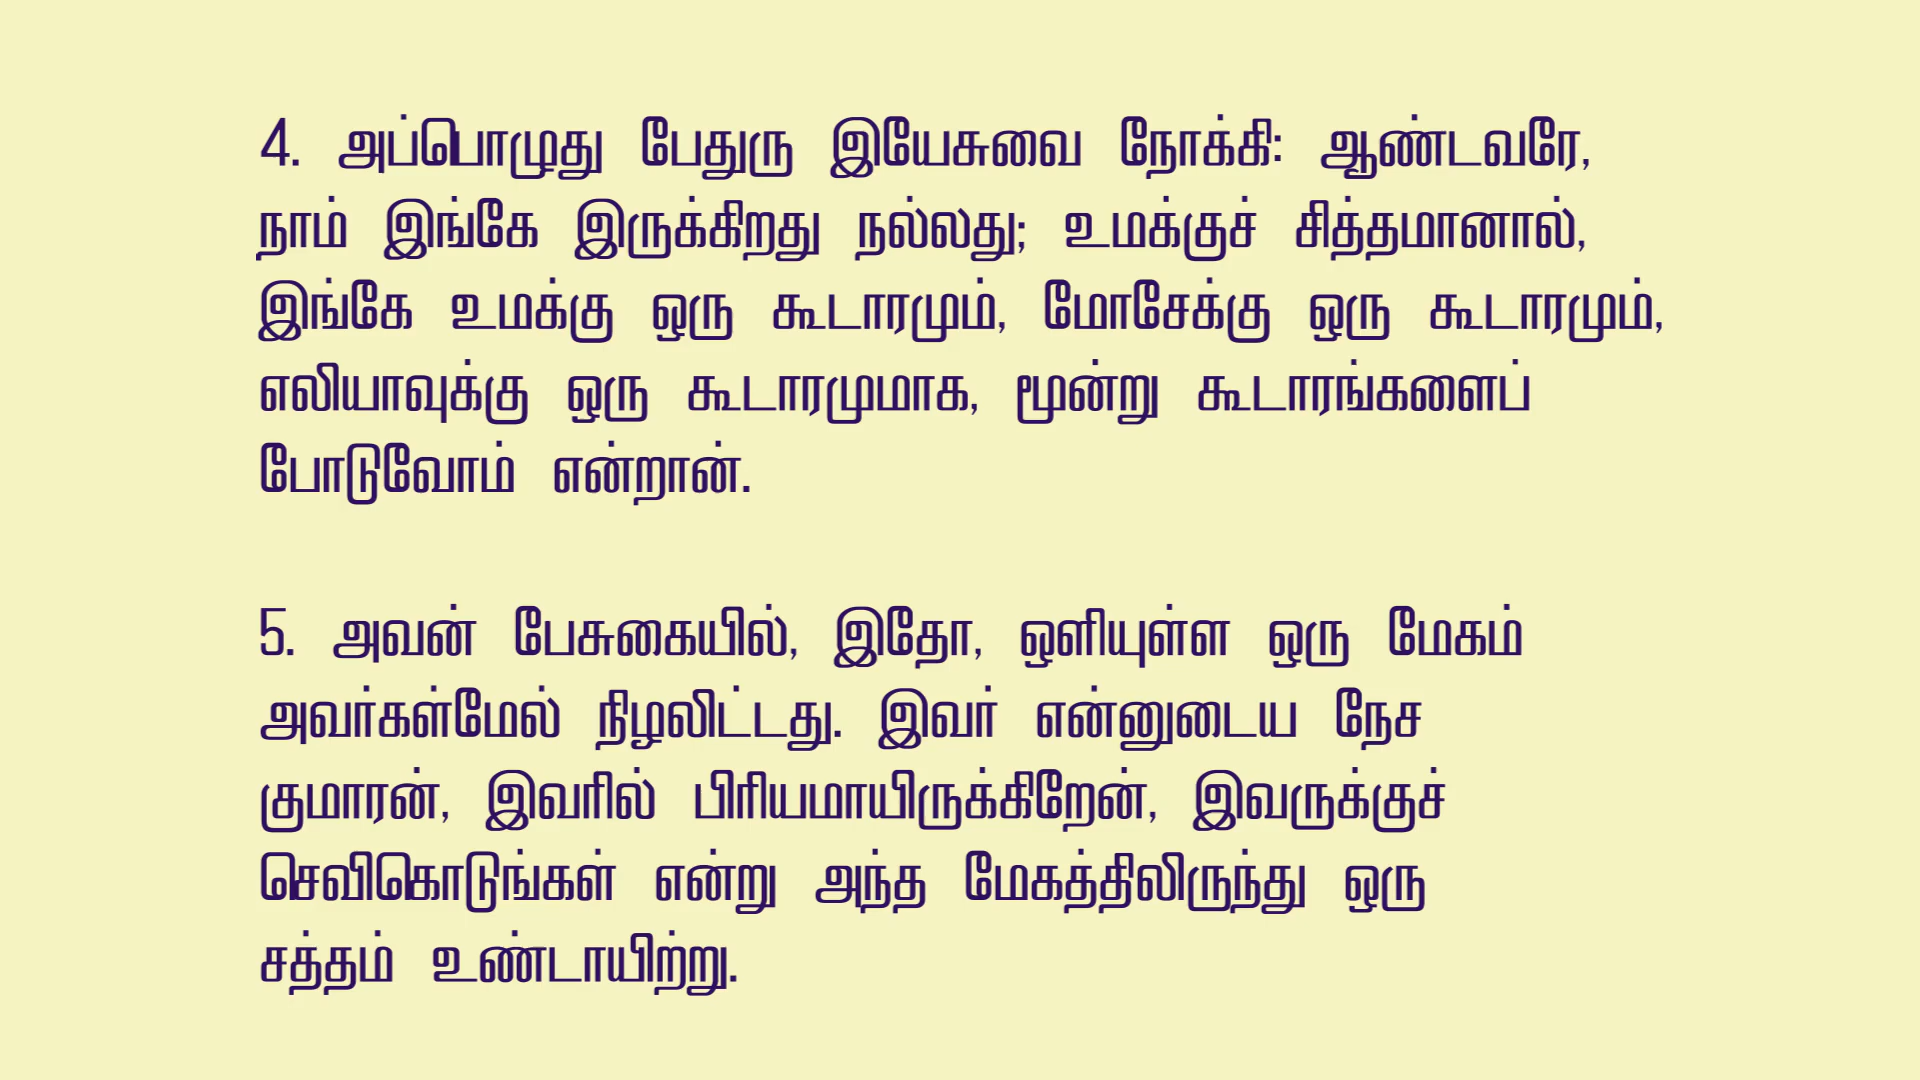 4. அப்பொழுது பேதுரு இயேசுவை நோக்கி: ஆண்டவரே,
நாம் இங்கே இருக்கிறது நல்லது; உமக்குச் சித்தமானால்,
இங்கே உமக்கு ஒரு கூடாரமும், மோசேக்கு ஒரு கூடாரமும்,
எலியாவுக்கு ஒரு கூடாரமுமாக, மூன்று கூடாரங்களைப்
போடுவோம் என்றான்.
5. அவன் பேசுகையில், இதோ, ஒளியுள்ள ஒரு மேகம்
அவர்கள்மேல் நிழலிட்டது. இவர் என்னுடைய நேச
குமாரன், இவரில் பிரியமாயிருக்கிறேன், இவருக்குச்
செவிகொடுங்கள் என்று அந்த மேகத்திலிருந்து ஒரு
சத்தம் உண்டாயிற்று.